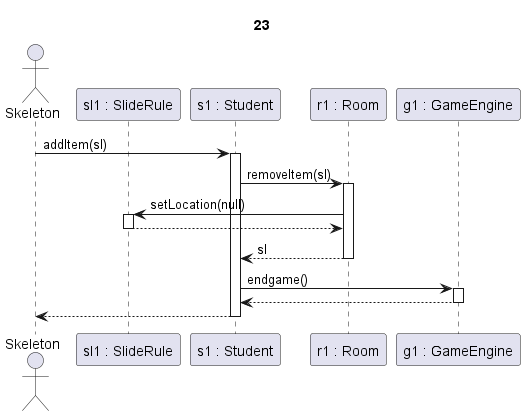 23
Skeleton
sl1 : SlideRule
s1 : Student
r1 : Room
g1 : GameEngine
addItem(sl)
removeItem(sl)
setLocation(null)
sl
endgame()
Skeleton
sl1 : SlideRule
s1 : Student
r1 : Room
g1 : GameEngine